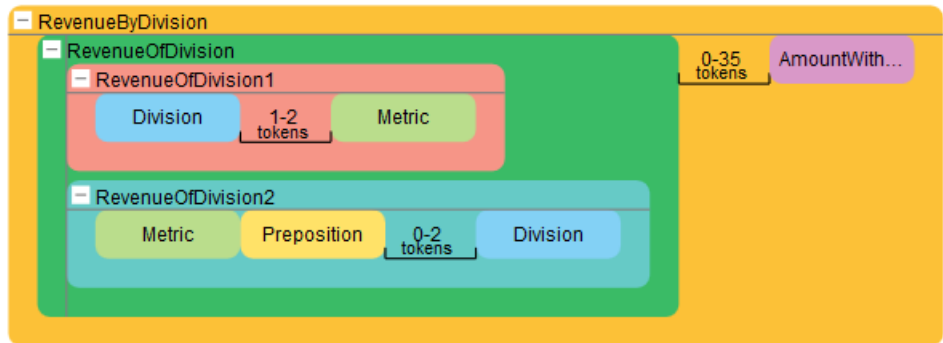 RevenueByDivision
RevenueOfDivision
0-35 tokens AmountWith...
RevenueOfDivision1
Division 1-2 tokens Metric
RevenueOfDivision2
Metric Preposition 0-2 tokens Division